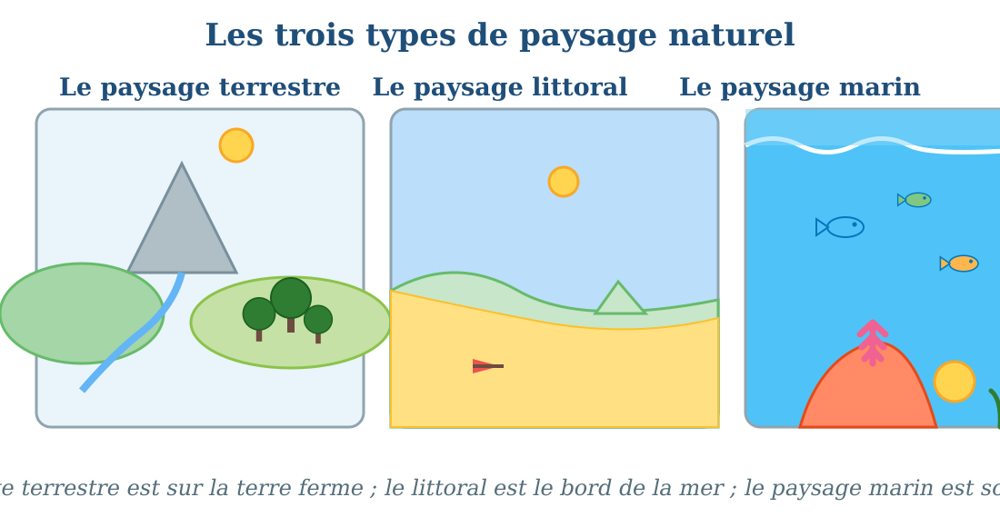 Les trois types de paysage naturel
Le paysage terrestre
Le paysage littoral
Le paysage marin
terrestre est sur la terre ferme ; le littoral est le bord de la mer ; le paysage marin est